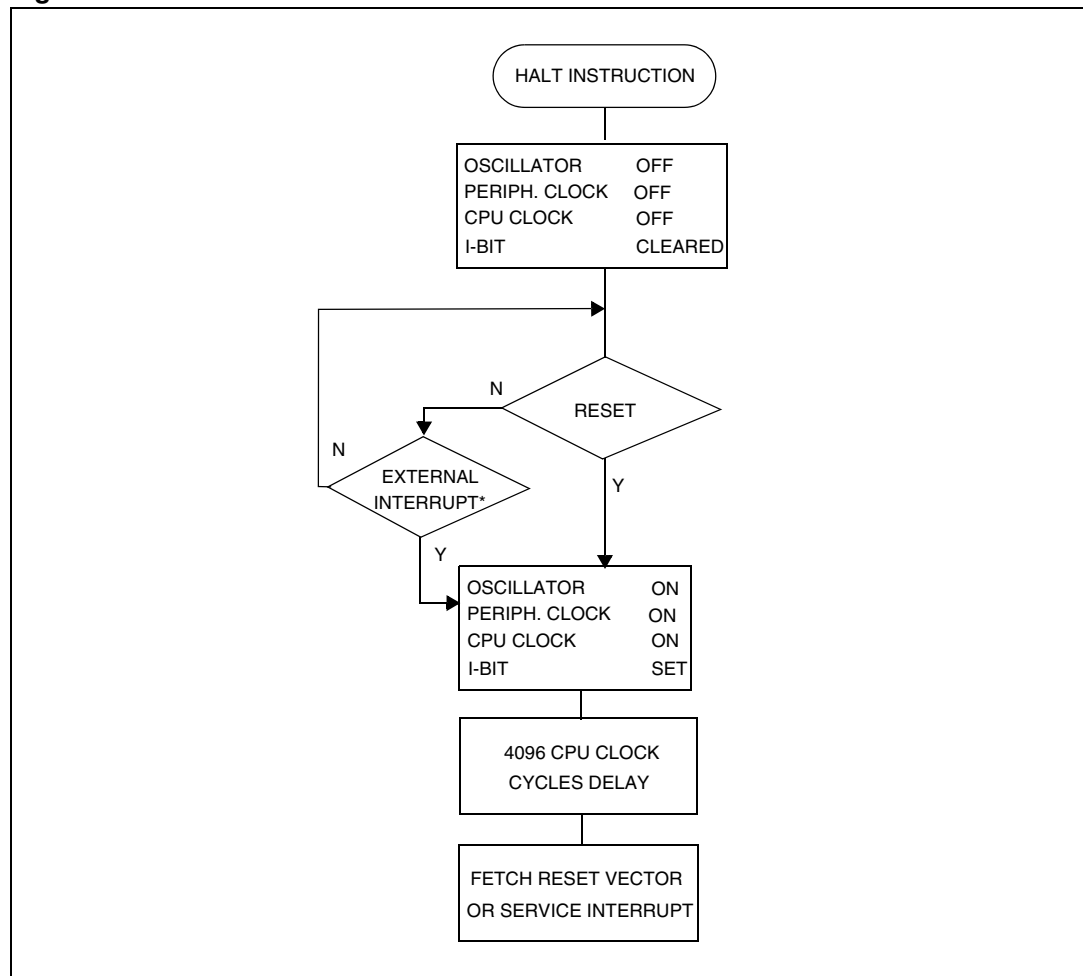 HALT INSTRUCTION
OSCILLATOR OFF
PERIPH. CLOCK OFF
CPU CLOCK OFF
I-BIT CLEARED
N
RESET
N
EXTERNAL
INTERRUPT*
Y
Y
OSCILLATOR ON
PERIPH. CLOCK ON
CPU CLOCK ON
I-BIT SET
4096 CPU CLOCK
CYCLES DELAY
FETCH RESET VECTOR
OR SERVICE INTERRUPT